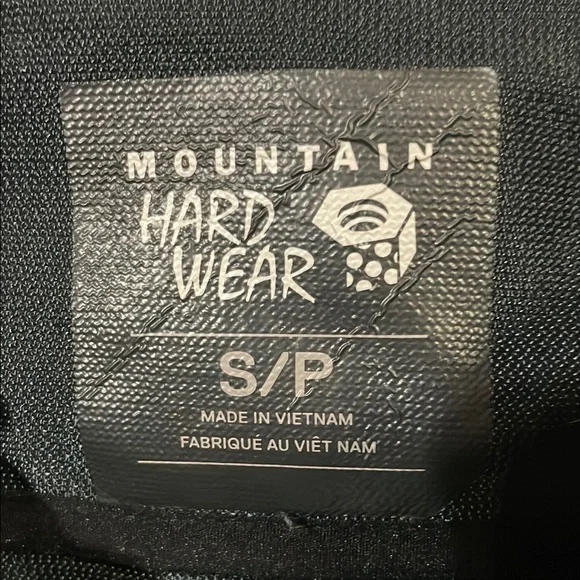 MOUNTAIN
HARD
WEAR
S/P
MADE IN VIETNAM
FABRIQUÉ AU VIÊT NAM